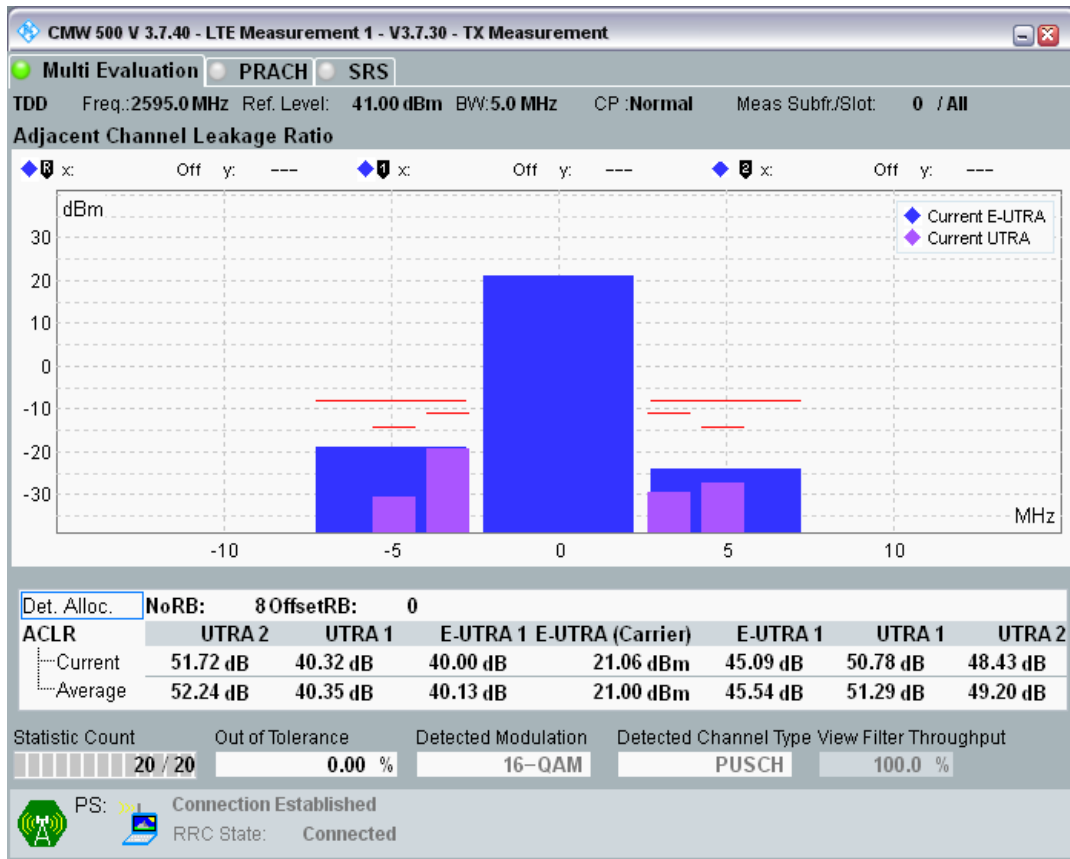 CMW 500 V 3.7.40 - LTE Measurement 1 - V3.7.30 - TX Measurement
Multi Evaluation PRACH SRS
TDD Freq.:2595.0 MHz Ref. Level: 41.00 dBm BW:5.0 MHz CP :Normal Meas Subfr./Slot: 0 / All
Adjacent Channel Leakage Ratio
R x: Off y: --- 1 x: Off y: --- 2 x: Off y: ---
dBm
Current E-UTRA
Current UTRA
30
20
10
0
-10
-20
-30
MHz
-10 -5 0 5 10
Det. Alloc. NoRB: 8 OffsetRB: 0
ACLR UTRA 2 UTRA 1 E-UTRA 1 E-UTRA (Carrier) E-UTRA 1 UTRA 1 UTRA 2
Current 51.72 dB 40.32 dB 40.00 dB 21.06 dBm 45.09 dB 50.78 dB 48.43 dB
Average 52.24 dB 40.35 dB 40.13 dB 21.00 dBm 45.54 dB 51.29 dB 49.20 dB
Statistic Count Out of Tolerance Detected Modulation Detected Channel Type View Filter Throughput
20 / 20 0.00 % 16-QAM PUSCH 100.0 %
PS: Connection Established
RRC State: Connected